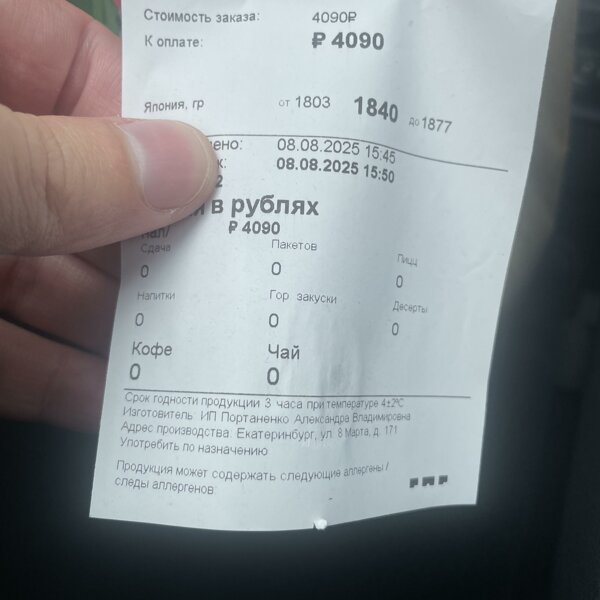 Стоимость заказа: 4090₽
К оплате: ₽ 4090
Япония, гр от 1803 1840 до 1877
ено: 08.08.2025 15:45
к: 08.08.2025 15:50
2
я в рублях
₽ 4090
Сдача Пакетов Пицц
0 0 0
Напитки Гор. закуски Десерты
0 0 0
Кофе Чай
0 0
Срок годности продукции 3 часа при температуре 4±2ºС
Изготовитель: ИП Портаненко Александра Владимировна
Адрес производства: Екатеринбург, ул. 8 Марта, д. 171
Употребить по назначению
Продукция может содержать следующие аллергены /
следы аллергенов